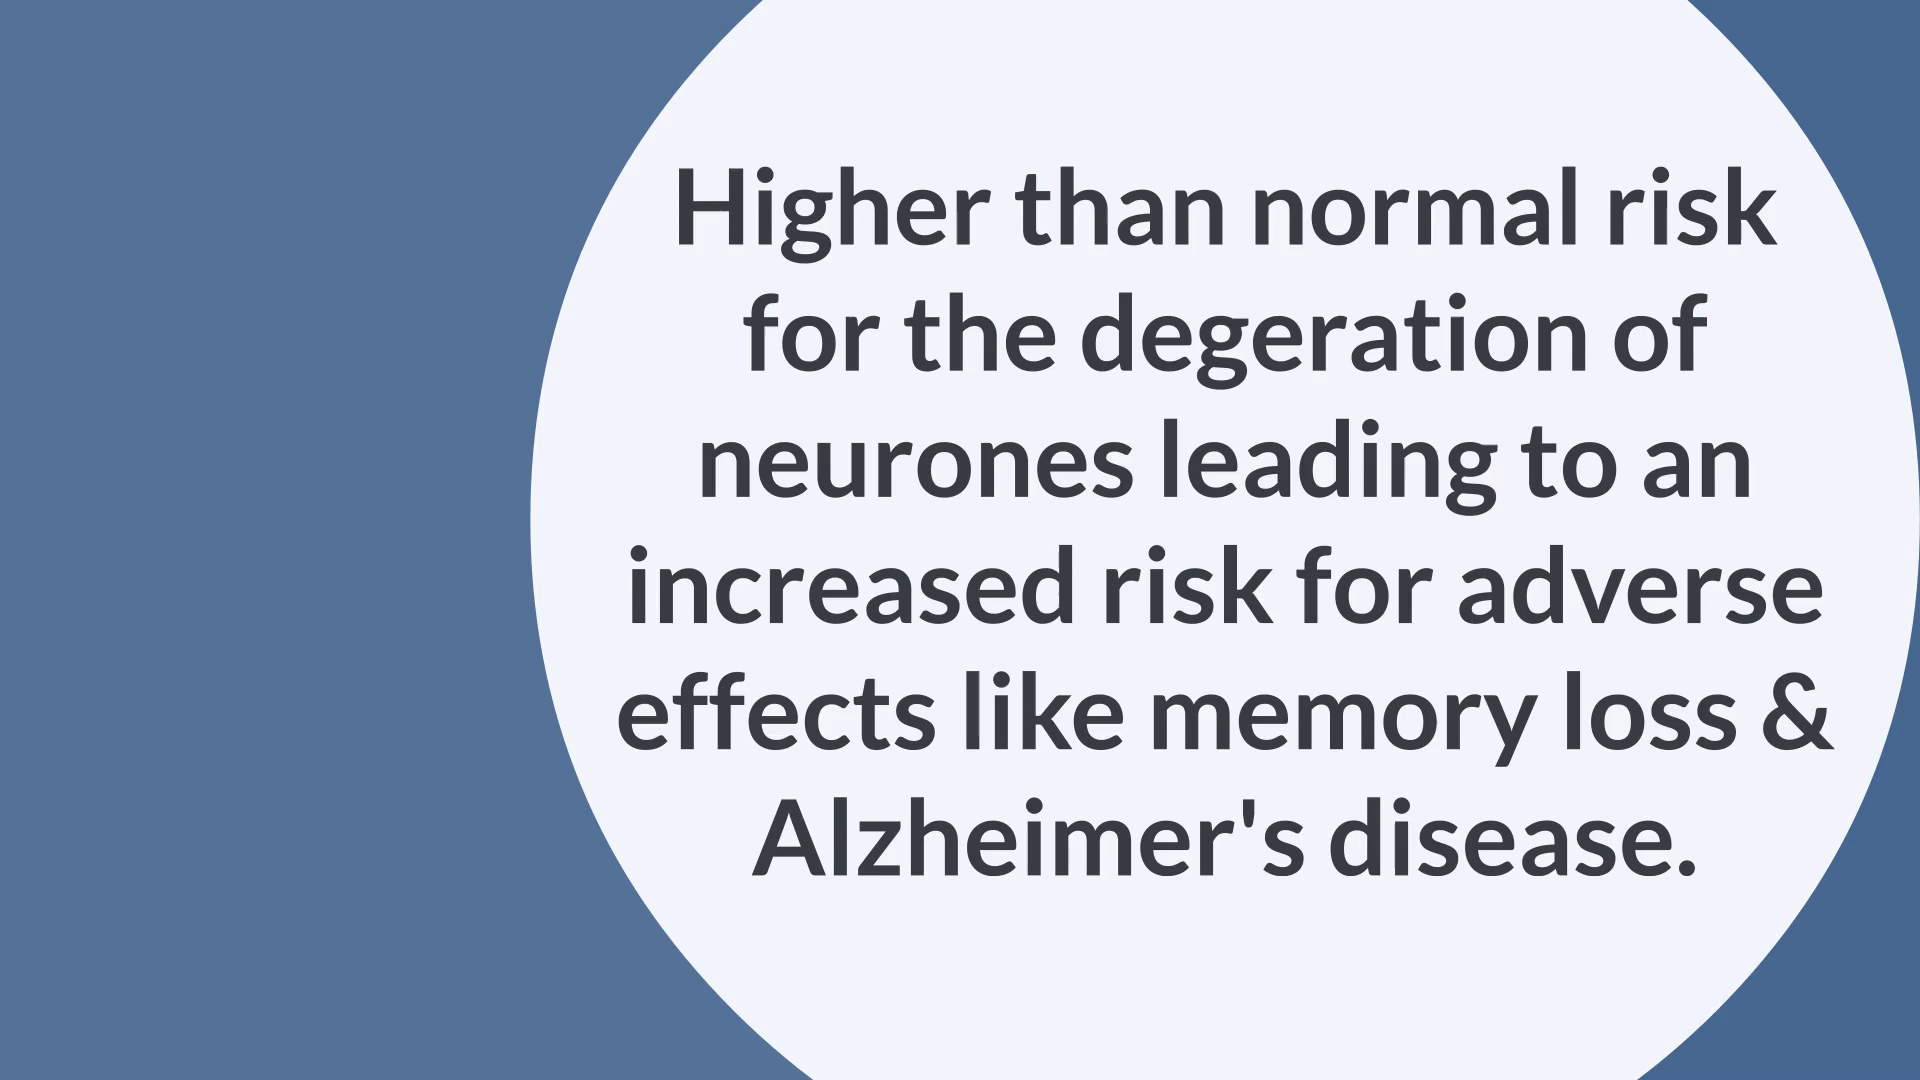 Higher than normal risk
for the degeration of
neurones leading to an
increased risk for adverse
effects like memory loss &
Alzheimer's disease.